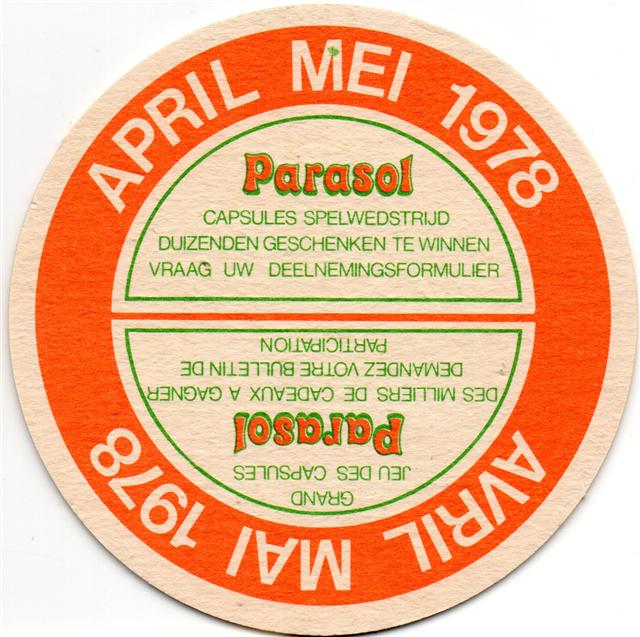 APRIL MEI 1978
Parasol
CAPSULES SPELWEDSTRIJD
DUIZENDEN GESCHENKEN TE WINNEN
VRAAG UW DEELNEMINGSFORMULIER
AVRIL MAI 1978
GRAND
JEU DES CAPSULES
Parasol
DES MILLIERS DE CADEAUX A GAGNER
DEMANDEZ VOTRE BULLETIN DE
PARTICIPATION